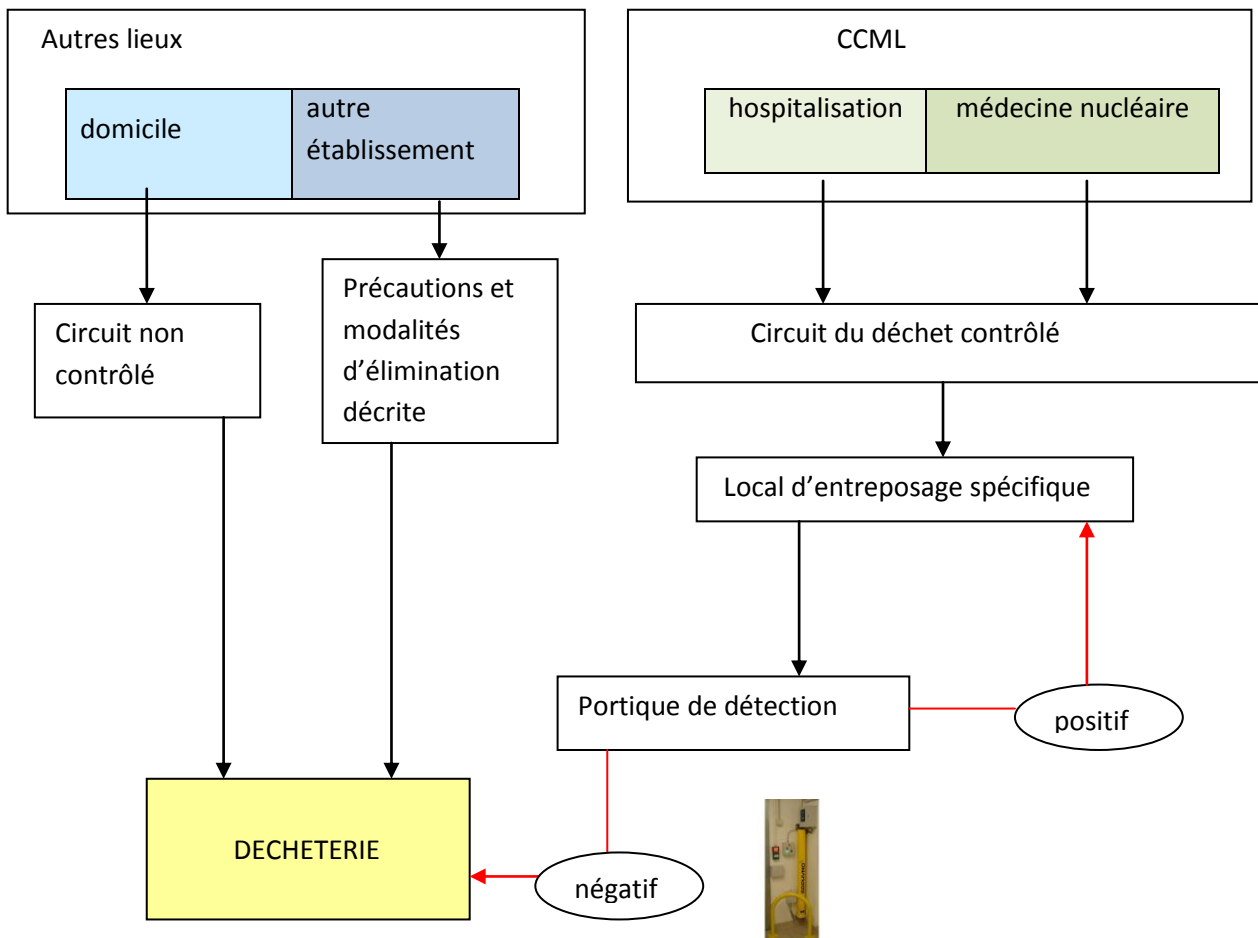 Autres lieux
CCML
domicile
autre
établissement
hospitalisation
médecine nucléaire
Circuit non
contrôlé
Précautions et
modalités
d’élimination
décrite
Circuit du déchet contrôlé
Local d’entreposage spécifique
Portique de détection
positif
DECHETERIE
négatif